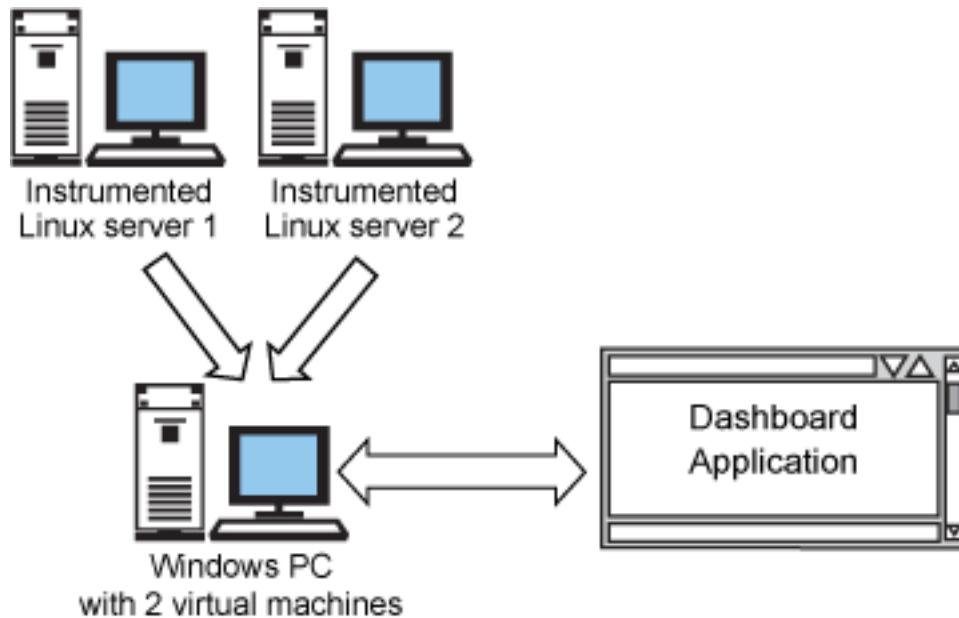 Instrumented
Linux server 1
Instrumented
Linux server 2
Dashboard
Application
Windows PC
with 2 virtual machines